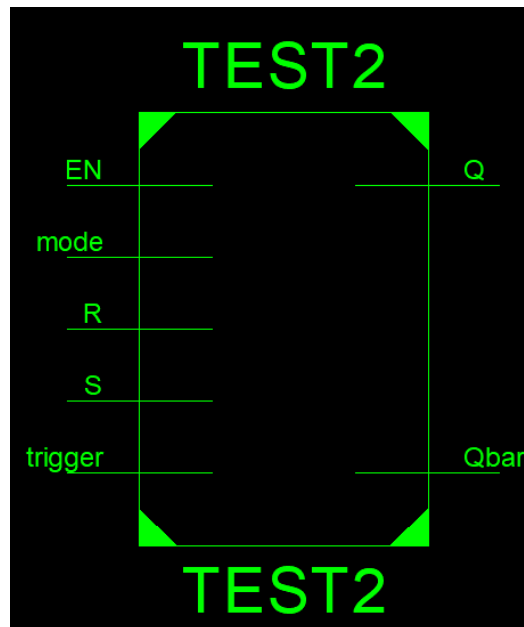 TEST2
EN
Q
mode
R
S
trigger
Qbar
TEST2